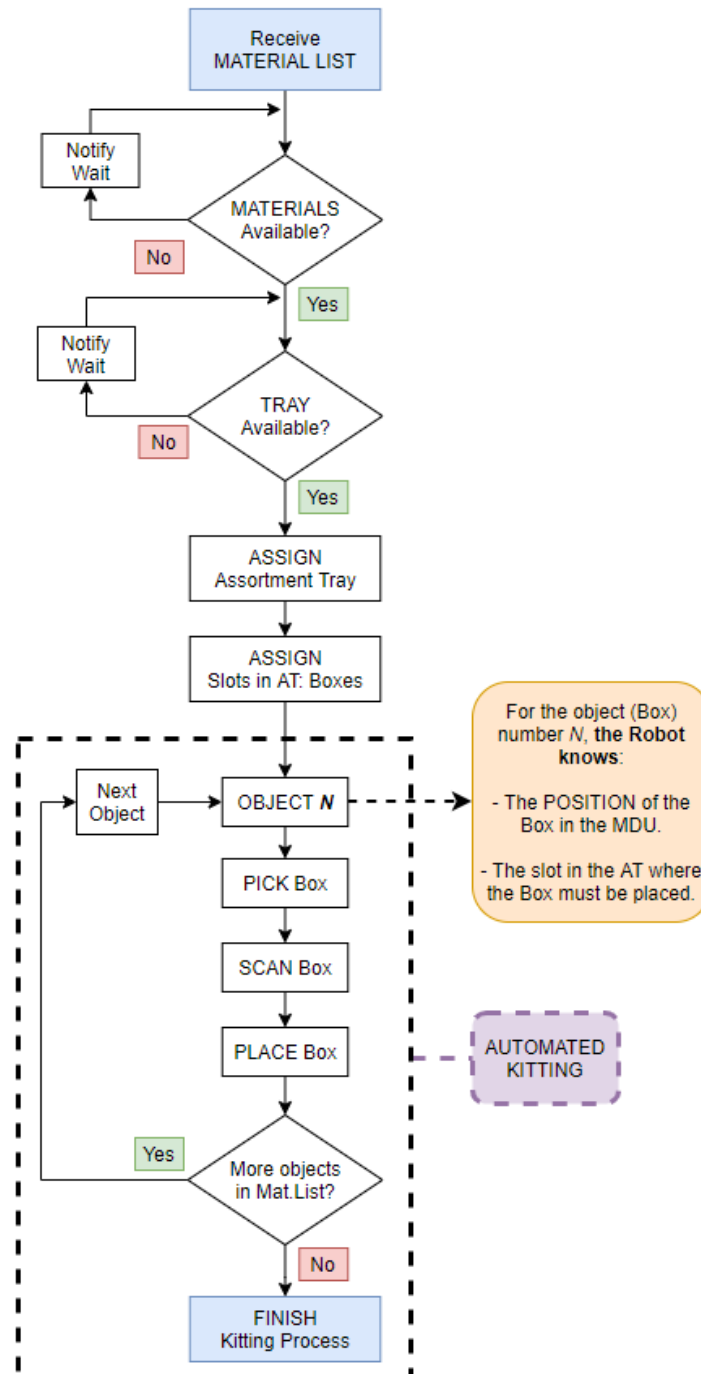 Receive
MATERIAL LIST
Notify
Wait
MATERIALS
Available?
No
Yes
Notify
Wait
TRAY
Available?
No
Yes
ASSIGN
Assortment Tray
ASSIGN
Slots in AT: Boxes
For the object (Box)
number N, the Robot
knows:
- The POSITION of the
Box in the MDU.
- The slot in the AT where
the Box must be placed.
Next
Object
OBJECT N
PICK Box
SCAN Box
PLACE Box
AUTOMATED
KITTING
Yes
More objects
in Mat.List?
No
FINISH
Kitting Process